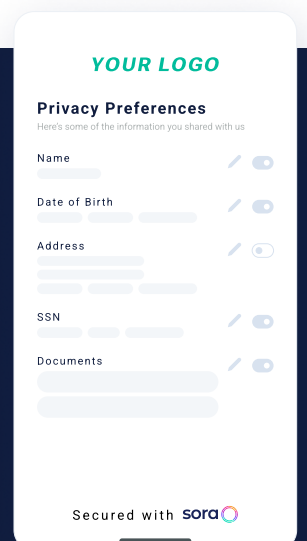 YOUR LOGO
Privacy Preferences
Here's some of the information you shared with us
Name
Date of Birth
Address
SSN
Documents
Secured with sora